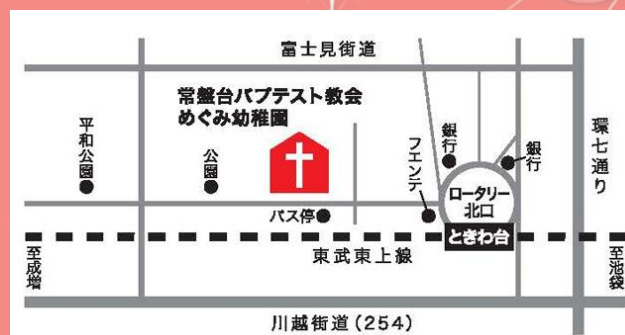 富士見街道
常盤台バプテスト教会
めぐみ幼稚園
平和公園
公園
バス停
フエンテ
銀行
銀行
ロータリー
北口
ときわ台
環七通り
至成増
東武東上線
至池袋
川越街道(254)